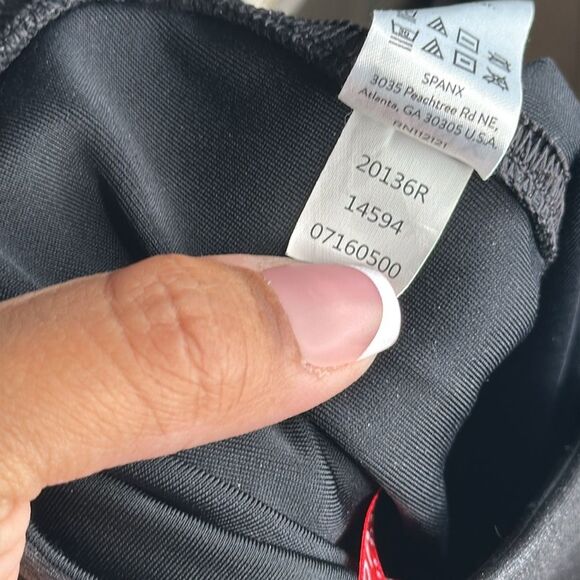 SPANX
3035 Peachtree Rd NE,
Atlanta, GA 30305 U.S.A.
RN112121
20136R
14594
07160500